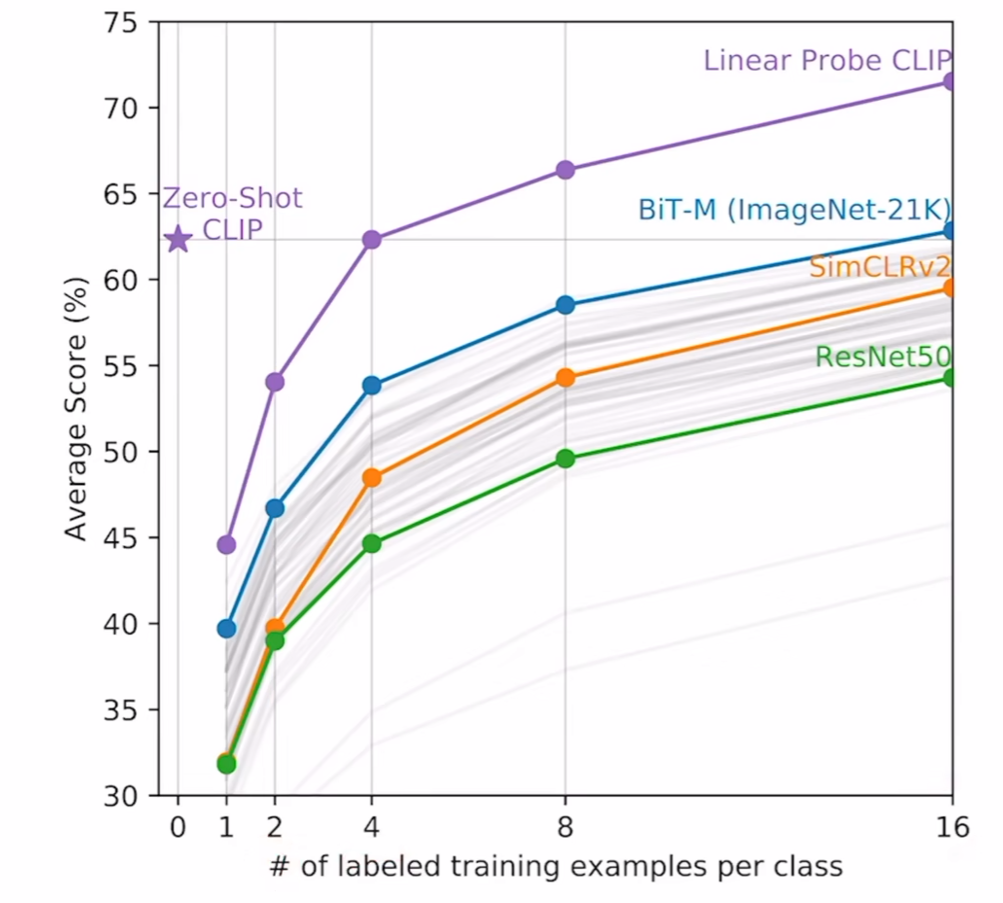 75
70
65
60
55
50
45
40
35
30
Average Score (%)
Linear Probe CLIP
Zero-Shot
CLIP
BiT-M (ImageNet-21K)
SimCLRv2
ResNet50
0 1 2 4 8 16
# of labeled training examples per class